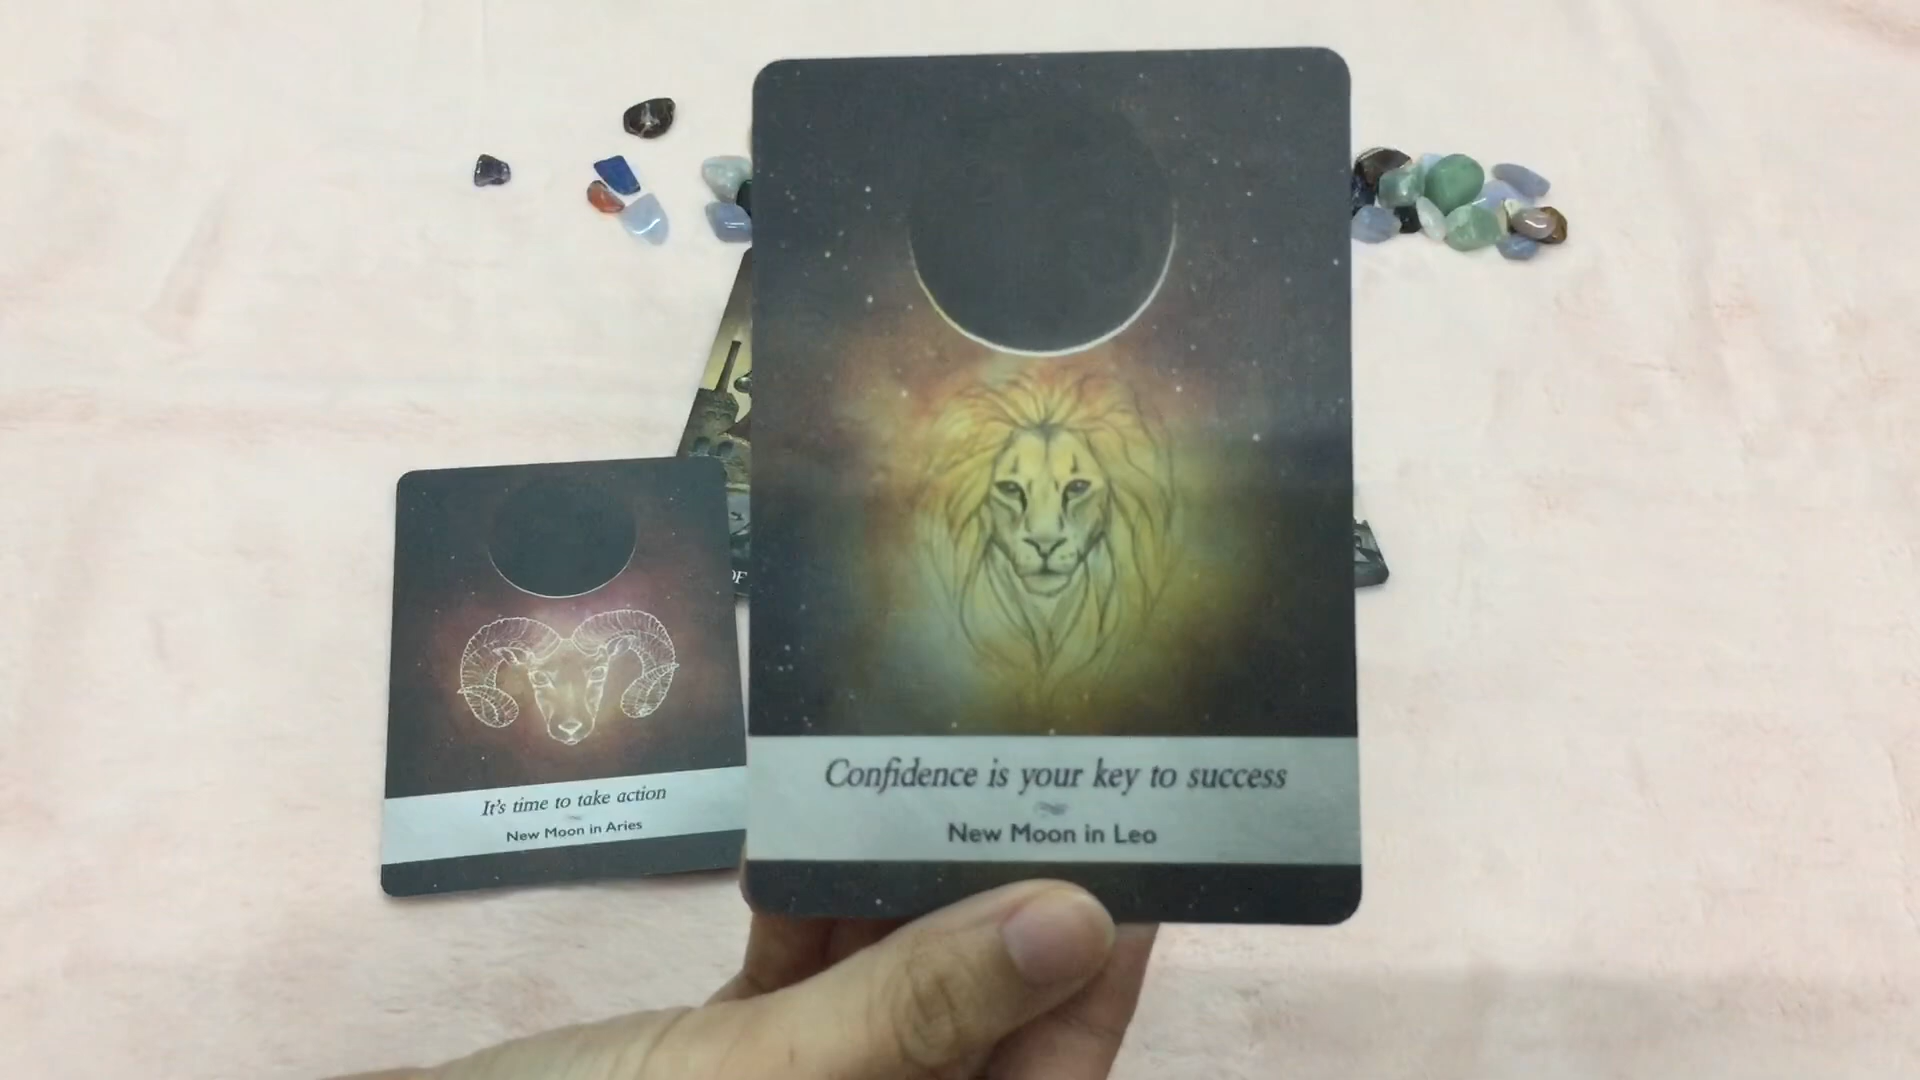 Confidence is your key to success
New Moon in Leo
It's time to take action
New Moon in Aries
OF